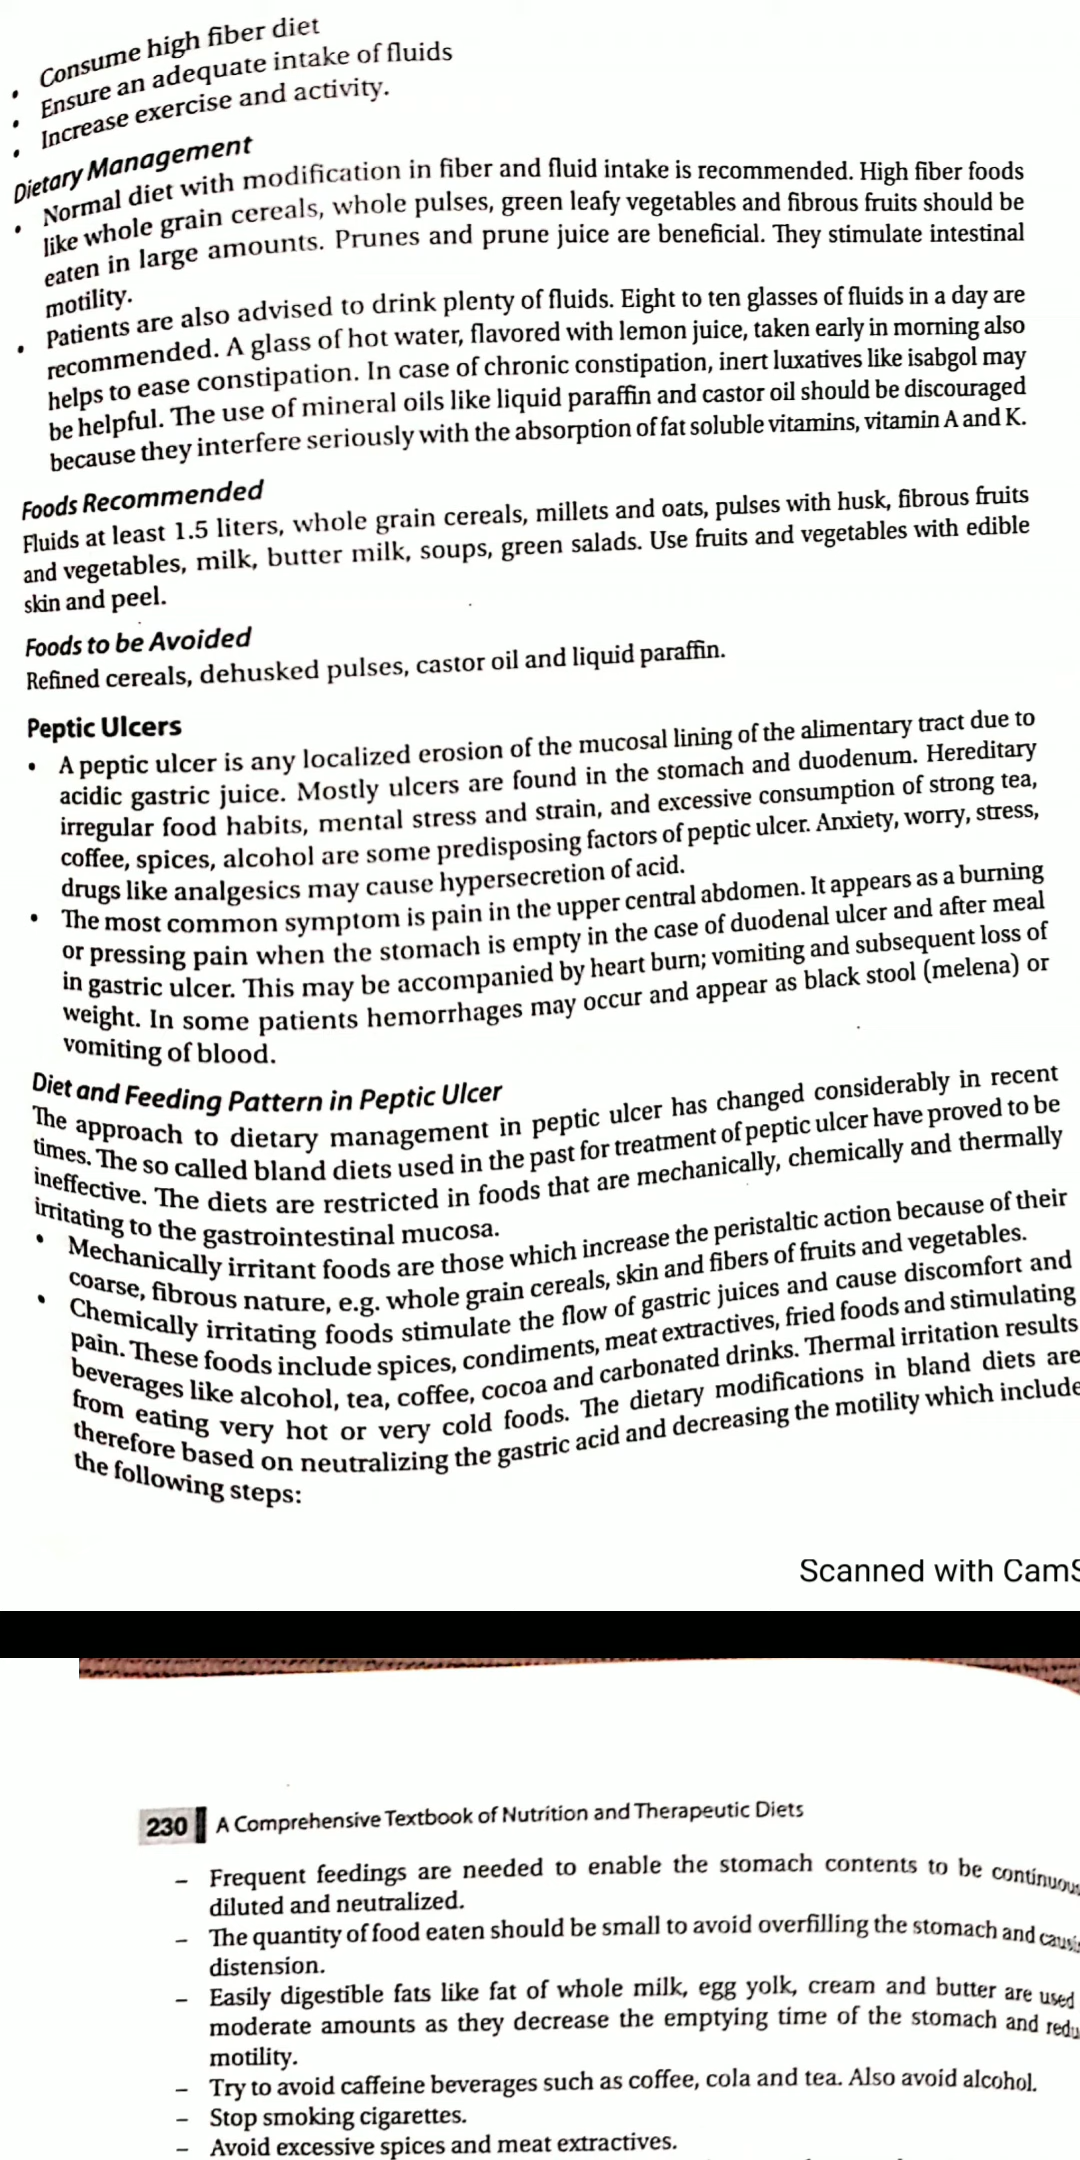 • Consume high fiber diet
• Ensure an adequate intake of fluids
• Increase exercise and activity.
Dietary Management
• Normal diet with modification in fiber and fluid intake is recommended. High fiber foods
like whole grain cereals, whole pulses, green leafy vegetables and fibrous fruits should be
eaten in large amounts. Prunes and prune juice are beneficial. They stimulate intestinal
motility.
• Patients are also advised to drink plenty of fluids. Eight to ten glasses of fluids in a day are
recommended. A glass of hot water, flavored with lemon juice, taken early in morning also
helps to ease constipation. In case of chronic constipation, inert luxatives like isabgol may
be helpful. The use of mineral oils like liquid paraffin and castor oil should be discouraged
because they interfere seriously with the absorption of fat soluble vitamins, vitamin A and K.
Foods Recommended
Fluids at least 1.5 liters, whole grain cereals, millets and oats, pulses with husk, fibrous fruits
and vegetables, milk, butter milk, soups, green salads. Use fruits and vegetables with edible
skin and peel.
Foods to be Avoided
Refined cereals, dehusked pulses, castor oil and liquid paraffin.
Peptic Ulcers
• A peptic ulcer is any localized erosion of the mucosal lining of the alimentary tract due to
acidic gastric juice. Mostly ulcers are found in the stomach and duodenum. Hereditary
irregular food habits, mental stress and strain, and excessive consumption of strong tea,
coffee, spices, alcohol are some predisposing factors of peptic ulcer. Anxiety, worry, stress,
drugs like analgesics may cause hypersecretion of acid.
• The most common symptom is pain in the upper central abdomen. It appears as a burning
or pressing pain when the stomach is empty in the case of duodenal ulcer and after meal
in gastric ulcer. This may be accompanied by heart burn; vomiting and subsequent loss of
weight. In some patients hemorrhages may occur and appear as black stool (melena) or
vomiting of blood.
Diet and Feeding Pattern in Peptic Ulcer
The approach to dietary management in peptic ulcer has changed considerably in recent
times. The so called bland diets used in the past for treatment of peptic ulcer have proved to be
ineffective. The diets are restricted in foods that are mechanically, chemically and thermally
irritating to the gastrointestinal mucosa.
• Mechanically irritant foods are those which increase the peristaltic action because of their
coarse, fibrous nature, e.g. whole grain cereals, skin and fibers of fruits and vegetables.
• Chemically irritating foods stimulate the flow of gastric juices and cause discomfort and
pain. These foods include spices, condiments, meat extractives, fried foods and stimulating
beverages like alcohol, tea, coffee, cocoa and carbonated drinks. Thermal irritation results
from eating very hot or very cold foods. The dietary modifications in bland diets are
therefore based on neutralizing the gastric acid and decreasing the motility which include
the following steps:
Scanned with CamS
230 A Comprehensive Textbook of Nutrition and Therapeutic Diets
– Frequent feedings are needed to enable the stomach contents to be continuous
diluted and neutralized.
– The quantity of food eaten should be small to avoid overfilling the stomach and causi
distension.
– Easily digestible fats like fat of whole milk, egg yolk, cream and butter are used
moderate amounts as they decrease the emptying time of the stomach and redu
motility.
– Try to avoid caffeine beverages such as coffee, cola and tea. Also avoid alcohol.
– Stop smoking cigarettes.
– Avoid excessive spices and meat extractives.